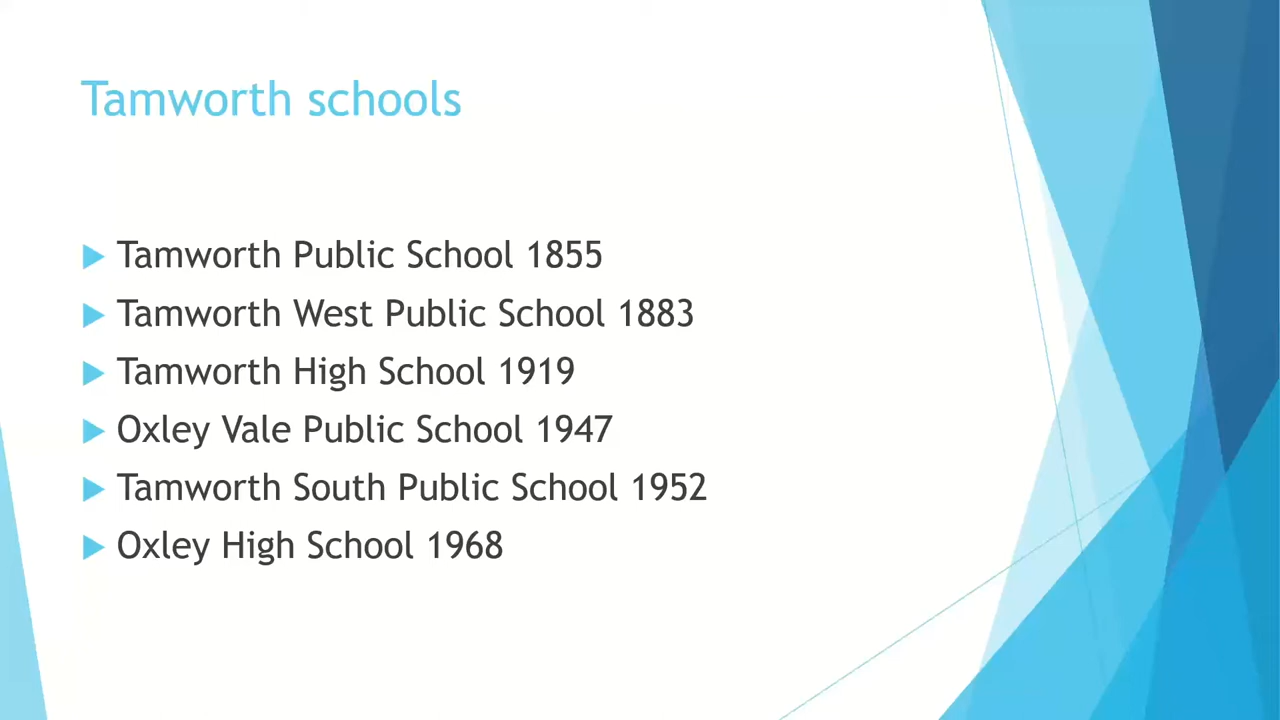 Tamworth schools
Tamworth Public School 1855
Tamworth West Public School 1883
Tamworth High School 1919
Oxley Vale Public School 1947
Tamworth South Public School 1952
Oxley High School 1968